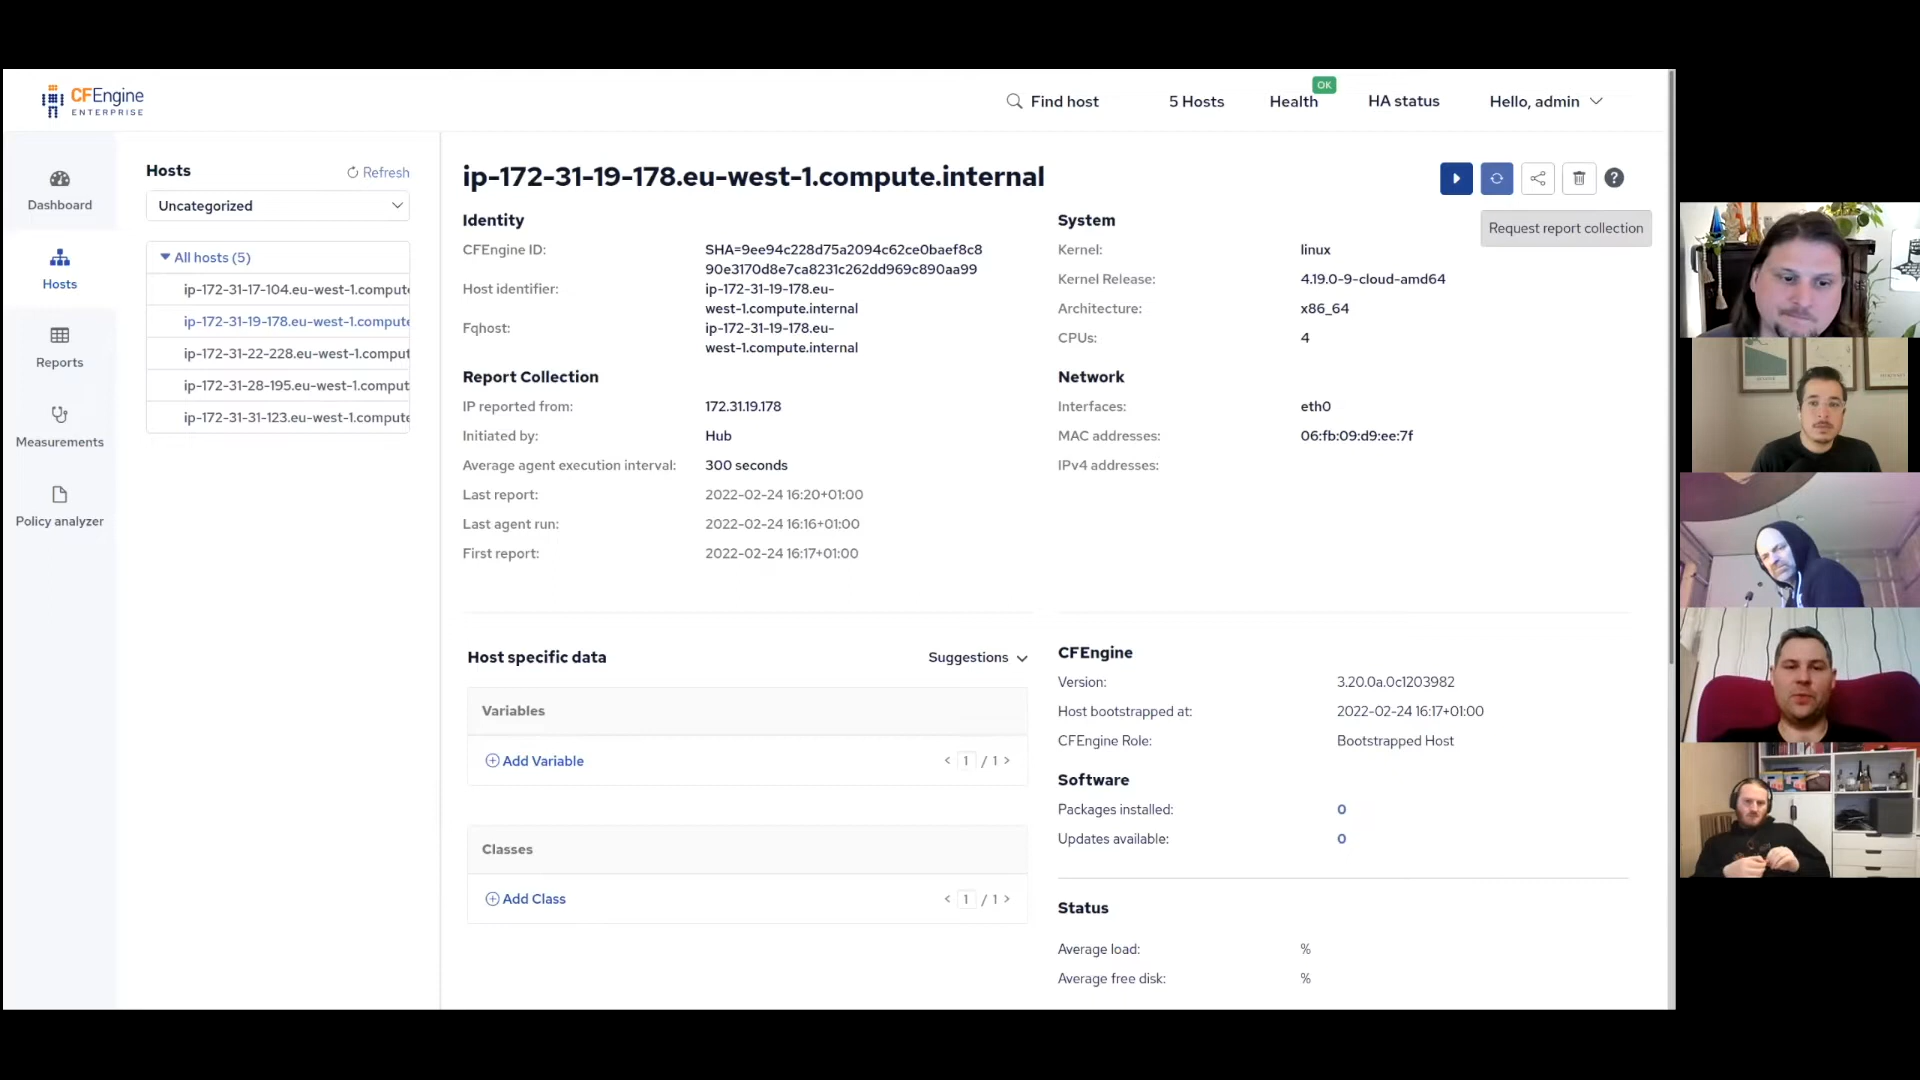 CFEngine
ENTERPRISE
Find host
5 Hosts
Health
OK
HA status
Hello, admin
Dashboard
Hosts
Reports
Measurements
Policy analyzer
Hosts
Refresh
Uncategorized
All hosts (5)
ip-172-31-17-104.eu-west-1.compute
ip-172-31-19-178.eu-west-1.compute
ip-172-31-22-228.eu-west-1.comput
ip-172-31-28-195.eu-west-1.comput
ip-172-31-31-123.eu-west-1.compute
ip-172-31-19-178.eu-west-1.compute.internal
Request report collection
Identity
CFEngine ID:
SHA=9ee94c228d75a2094c62ce0baef8c8
90e3170d8e7ca8231c262dd969c890aa99
Host identifier:
ip-172-31-19-178.eu-
west-1.compute.internal
Fqhost:
ip-172-31-19-178.eu-
west-1.compute.internal
Report Collection
IP reported from: 172.31.19.178
Initiated by: Hub
Average agent execution interval: 300 seconds
Last report: 2022-02-24 16:20+01:00
Last agent run: 2022-02-24 16:16+01:00
First report: 2022-02-24 16:17+01:00
System
Kernel: linux
Kernel Release: 4.19.0-9-cloud-amd64
Architecture: x86_64
CPUs: 4
Network
Interfaces: eth0
MAC addresses: 06:fb:09:d9:ee:7f
IPv4 addresses:
Host specific data
Suggestions
Variables
Add Variable
< 1 / 1 >
Classes
Add Class
< 1 / 1 >
CFEngine
Version: 3.20.0a.0c1203982
Host bootstrapped at: 2022-02-24 16:17+01:00
CFEngine Role: Bootstrapped Host
Software
Packages installed: 0
Updates available: 0
Status
Average load: %
Average free disk: %